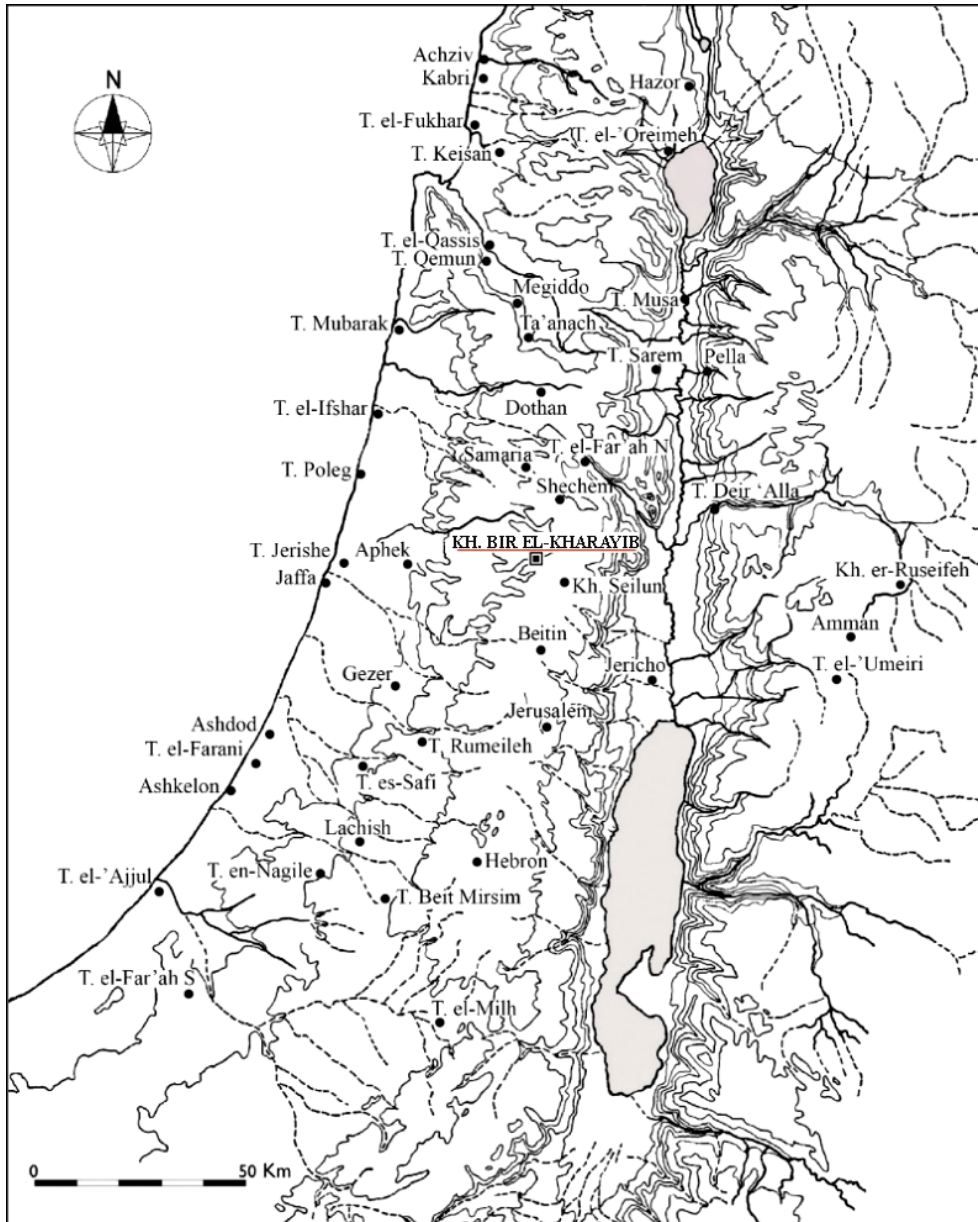 N
Achziv
Kabri
Hazor
T. el-Fukhar
T. el-'Oreimeh
T. Keisan
T. el-Qassis
T. Qemun
Megiddo
T. Musa
T. Mubarak
Ta'anach
T. Sarem
Pella
Dothan
T. el-Ifshar
T. el-Far'ah N
Samaria
T. Poleg
Shechem
T. Deir 'Alla
KH. BIR EL-KHARAYIB
T. Jerishe
Aphek
Jaffa
Kh. Seilun
Kh. er-Ruseifeh
Amman
Beitin
Jericho
T. el-'Umeiri
Gezer
Jerusalem
Ashdod
T. el-Farani
T. Rumeileh
T. es-Safi
Ashkelon
Lachish
Hebron
T. en-Nagile
T. el-'Ajjul
T. Beit Mirsim
T. el-Far'ah S
T. el-Milh
0 50 Km